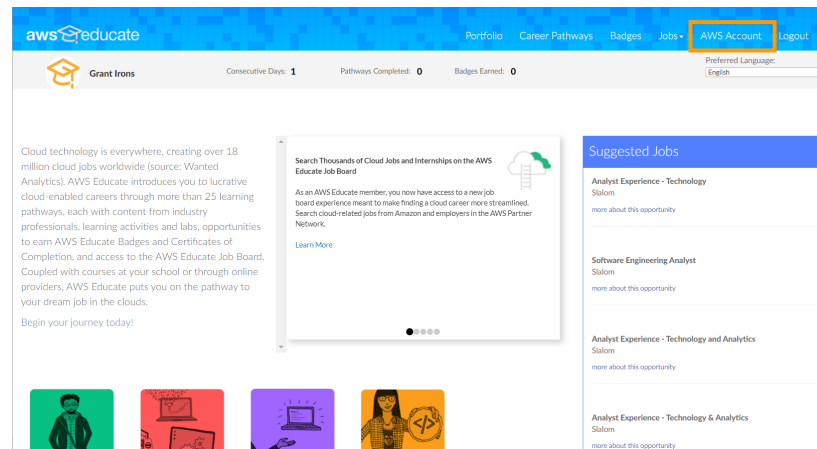 aws educate
Portfolio Career Pathways Badges Jobs AWS Account Logout
Grant Irons
Consecutive Days: 1 Pathways Completed: 0 Badges Earned: 0
Preferred Language:
English
Cloud technology is everywhere, creating over 18
million cloud jobs worldwide (source: Wanted
Analytics). AWS Educate introduces you to lucrative
cloud-enabled careers through more than 25 learning
pathways, each with content from industry
professionals, learning activities and labs, opportunities
to earn AWS Educate Badges and Certificates of
Completion, and access to the AWS Educate Job Board.
Coupled with courses at your school or through online
providers, AWS Educate puts you on the pathway to
your dream job in the clouds.
Begin your journey today!
Search Thousands of Cloud Jobs and Internships on the AWS
Educate Job Board
As an AWS Educate member, you now have access to a new job
board experience meant to make finding a cloud career more streamlined.
Search cloud-related jobs from Amazon and employers in the AWS Partner
Network.
Learn More
Suggested Jobs
Analyst Experience - Technology
Slalom
more about this opportunity
Software Engineering Analyst
Slalom
more about this opportunity
Analyst Experience - Technology and Analytics
Slalom
more about this opportunity
Analyst Experience - Technology & Analytics
Slalom
more about this opportunity